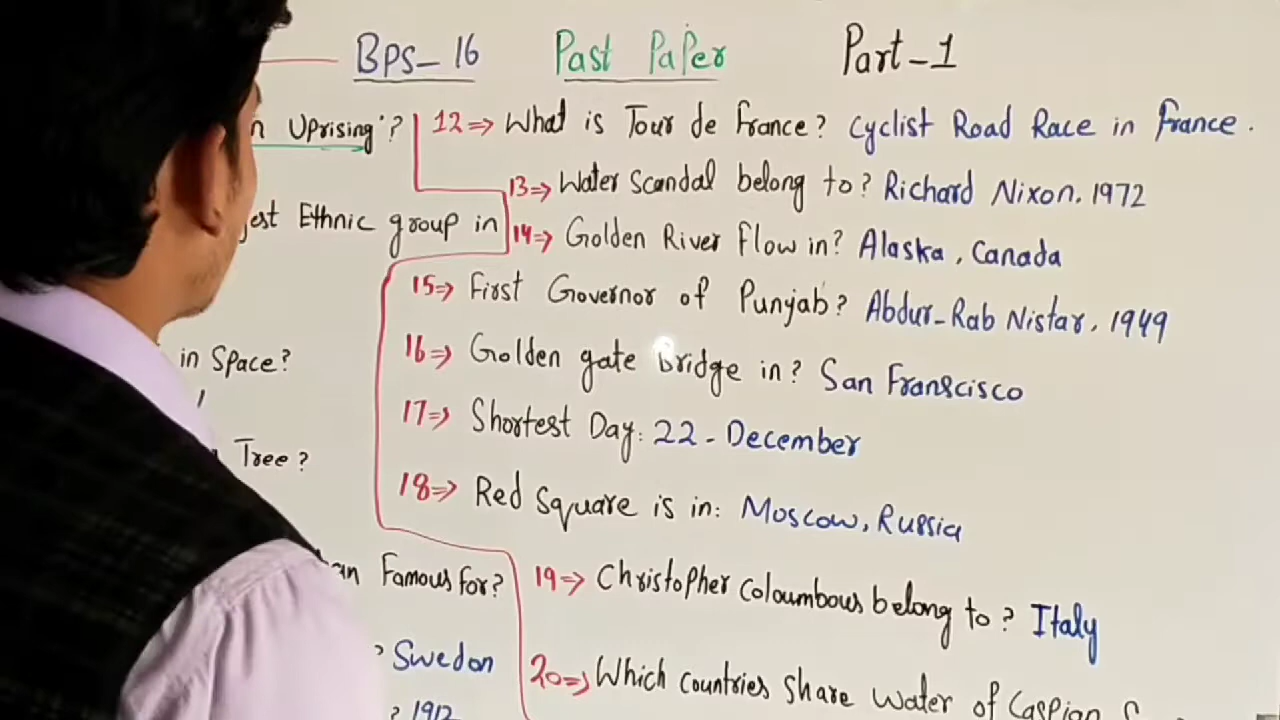 BPS-16 Past Paper Part-1
n Uprising'?
est Ethnic group in
in Space?
Tree?
an Famous for?
? Swedon
? 1912
12⇒ What is Tour de france? Cyclist Road Race in france.
13⇒ Water scandal belong to? Richard Nixon. 1972
14⇒ Golden River Flow in? Alaska, Canada
15⇒ First Governor of Punjab? Abdur-Rab Nistar, 1949
16⇒ Golden gate Bridge in? San Franscisco
17⇒ Shortest Day: 22-December
18⇒ Red Square is in: Moscow, Russia
19⇒ Christopher Coloumbous belong to? Italy
20⇒ Which countries share water of Caspian